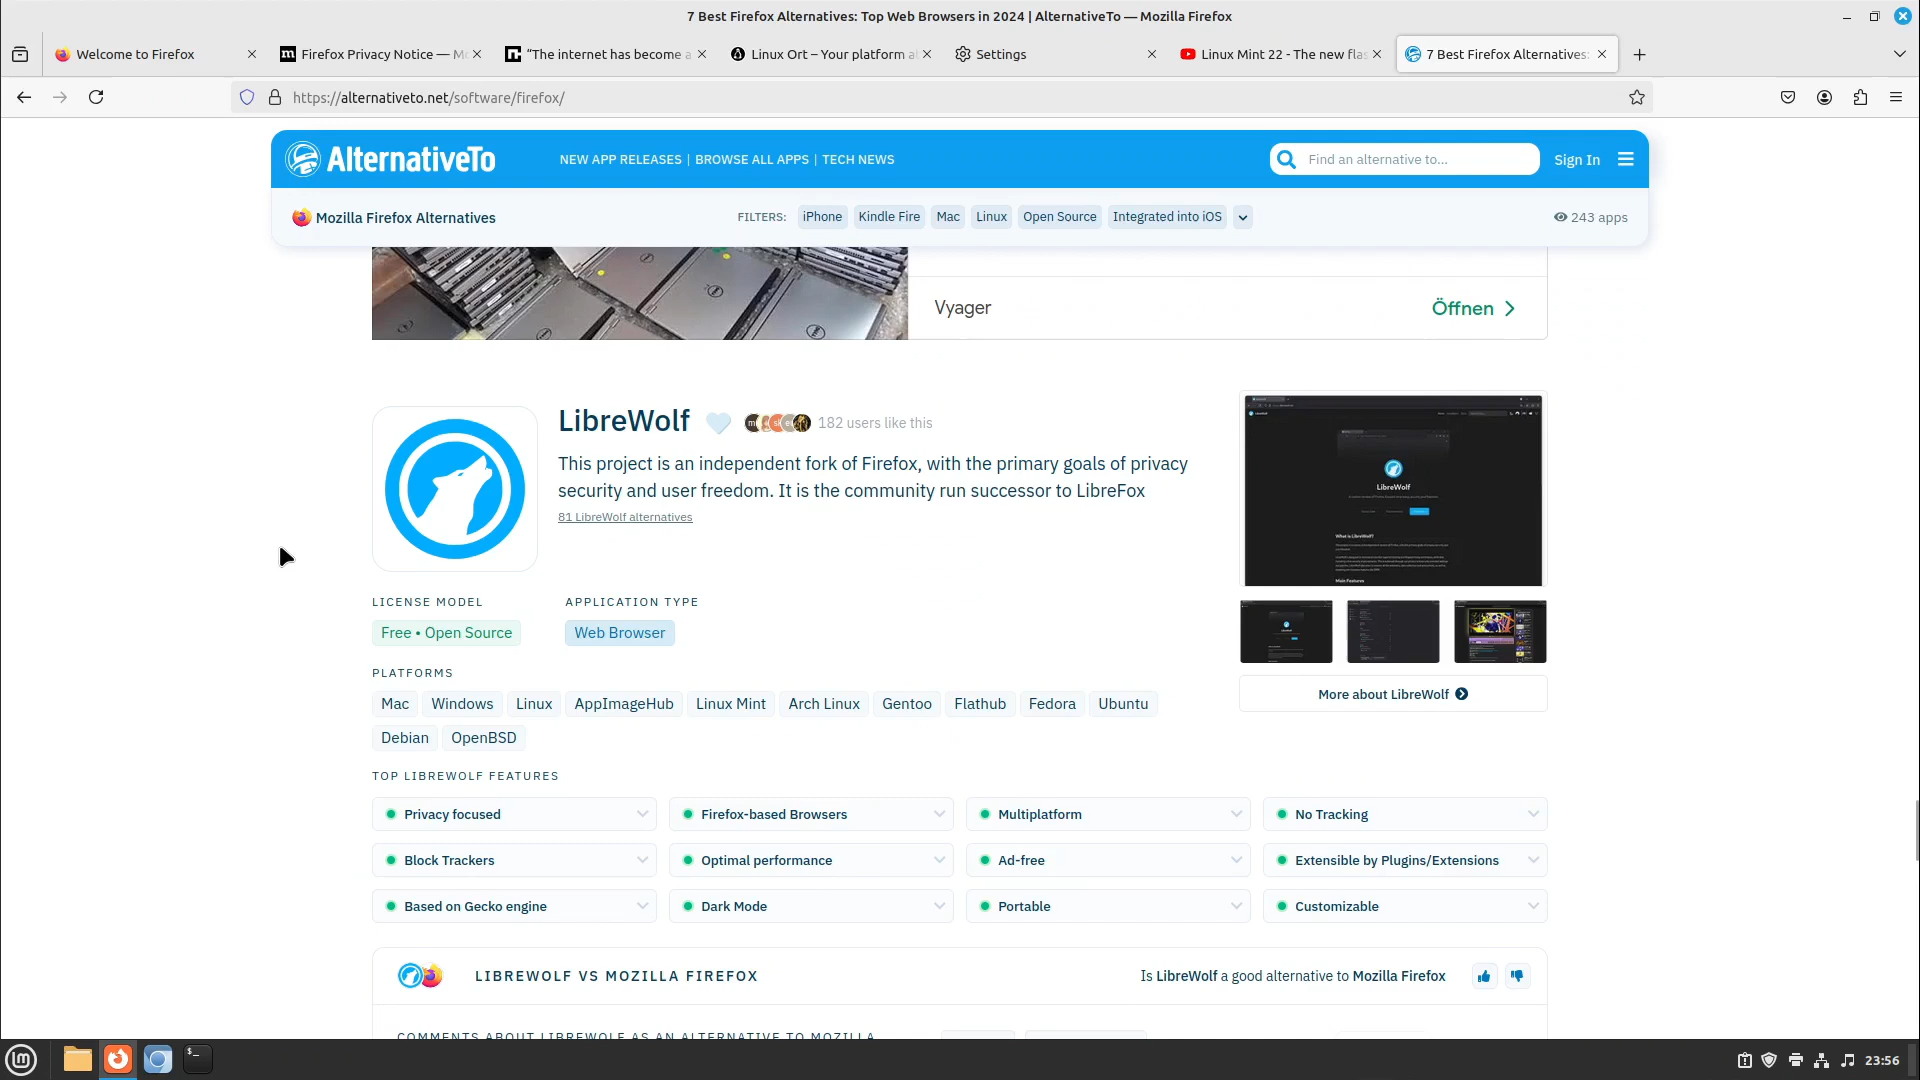 7 Best Firefox Alternatives: Top Web Browsers in 2024 | AlternativeTo — Mozilla Firefox
Welcome to Firefox
Firefox Privacy Notice — Mo
“The internet has become a
Linux Ort – Your platform a
Settings
Linux Mint 22 - The new fla
7 Best Firefox Alternatives:
https://alternativeto.net/software/firefox/
AlternativeTo
NEW APP RELEASES | BROWSE ALL APPS | TECH NEWS
Find an alternative to...
Sign In
Mozilla Firefox Alternatives
FILTERS: iPhone Kindle Fire Mac Linux Open Source Integrated into iOS
243 apps
Vyager
Öffnen
LibreWolf
182 users like this
This project is an independent fork of Firefox, with the primary goals of privacy
security and user freedom. It is the community run successor to LibreFox
81 LibreWolf alternatives
LibreWolf
What is LibreWolf?
Main Features
LICENSE MODEL
APPLICATION TYPE
Free • Open Source
Web Browser
More about LibreWolf
PLATFORMS
Mac Windows Linux AppImageHub Linux Mint Arch Linux Gentoo Flathub Fedora Ubuntu
Debian OpenBSD
TOP LIBREWOLF FEATURES
Privacy focused
Firefox-based Browsers
Multiplatform
No Tracking
Block Trackers
Optimal performance
Ad-free
Extensible by Plugins/Extensions
Based on Gecko engine
Dark Mode
Portable
Customizable
LIBREWOLF VS MOZILLA FIREFOX
Is LibreWolf a good alternative to Mozilla Firefox
COMMENTS ABOUT LIBREWOLF AS AN ALTERNATIVE TO MOZILLA
23:56